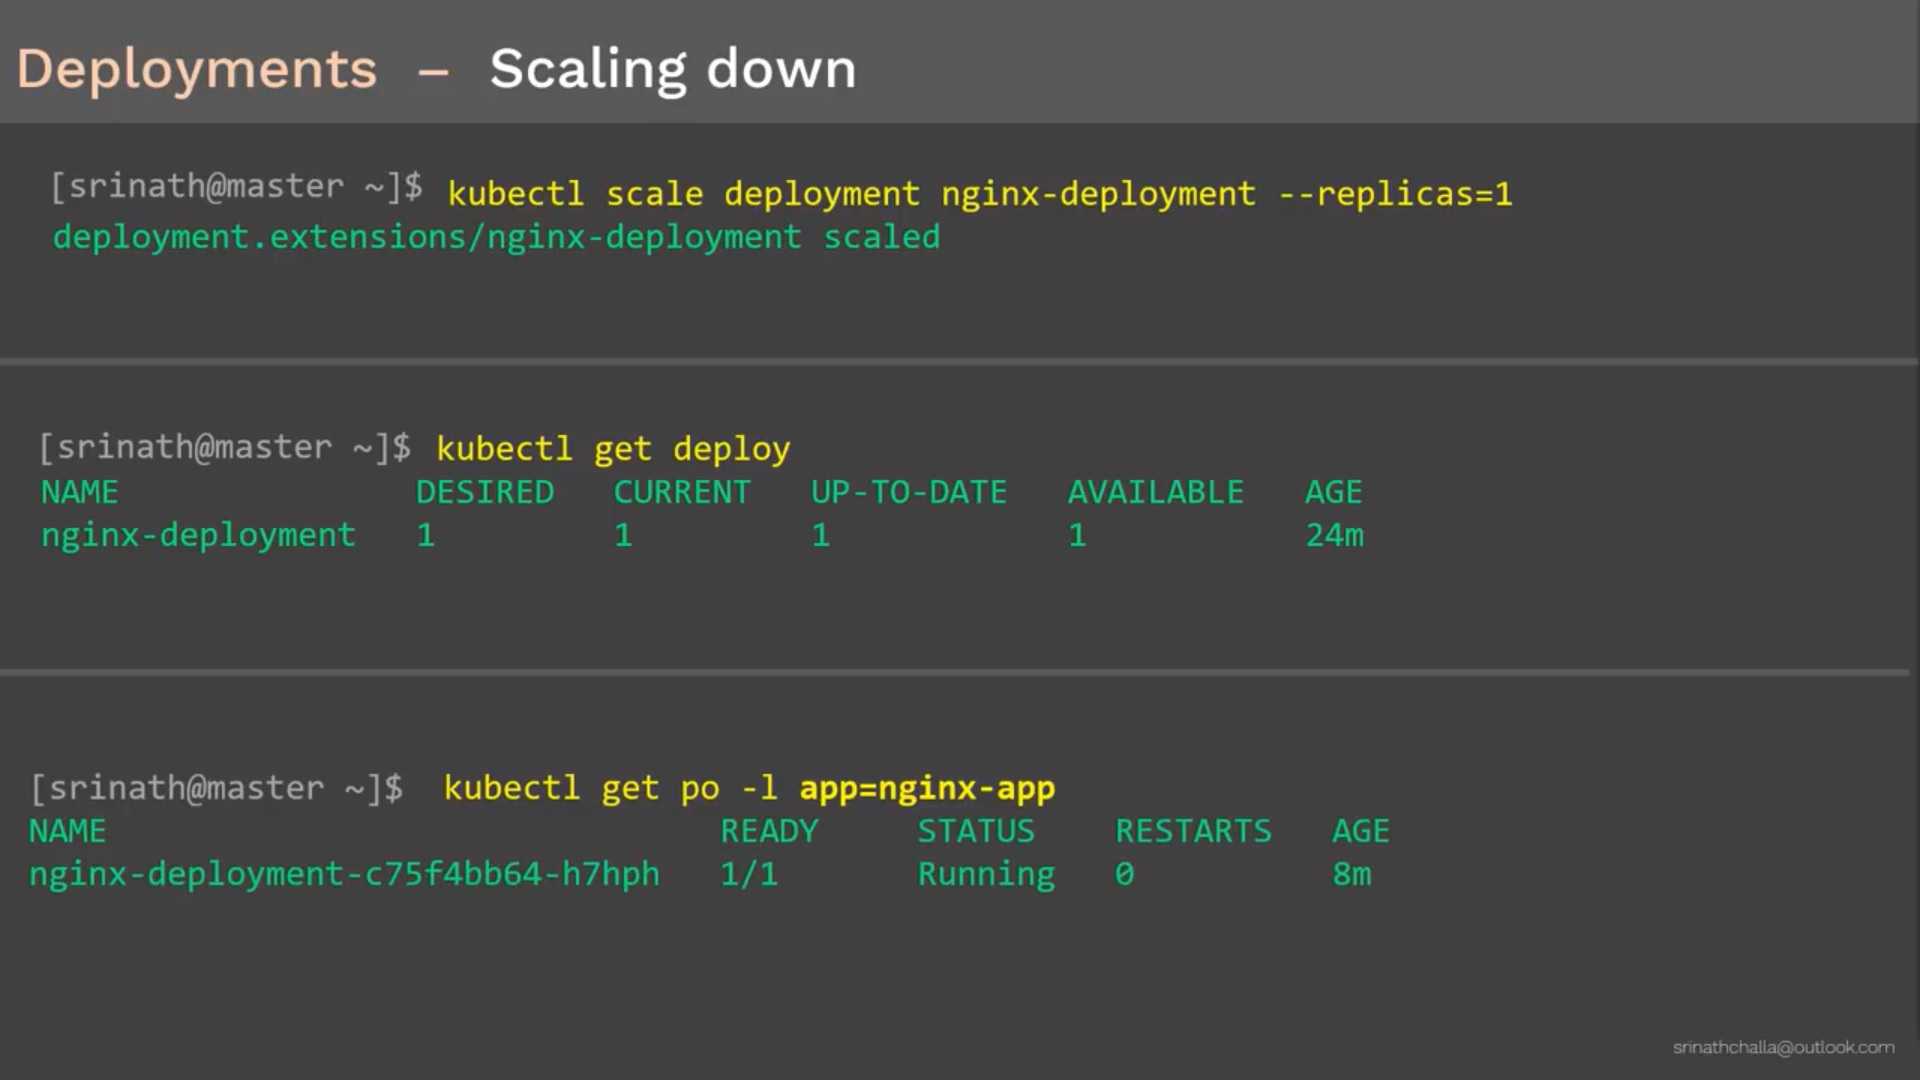 Deployments – Scaling down
[srinath@master ~]$ kubectl scale deployment nginx-deployment --replicas=1
deployment.extensions/nginx-deployment scaled
[srinath@master ~]$ kubectl get deploy
NAME DESIRED CURRENT UP-TO-DATE AVAILABLE AGE
nginx-deployment 1 1 1 1 24m
[srinath@master ~]$ kubectl get po -l app=nginx-app
NAME READY STATUS RESTARTS AGE
nginx-deployment-c75f4bb64-h7hph 1/1 Running 0 8m
srinathchalla@outlook.com